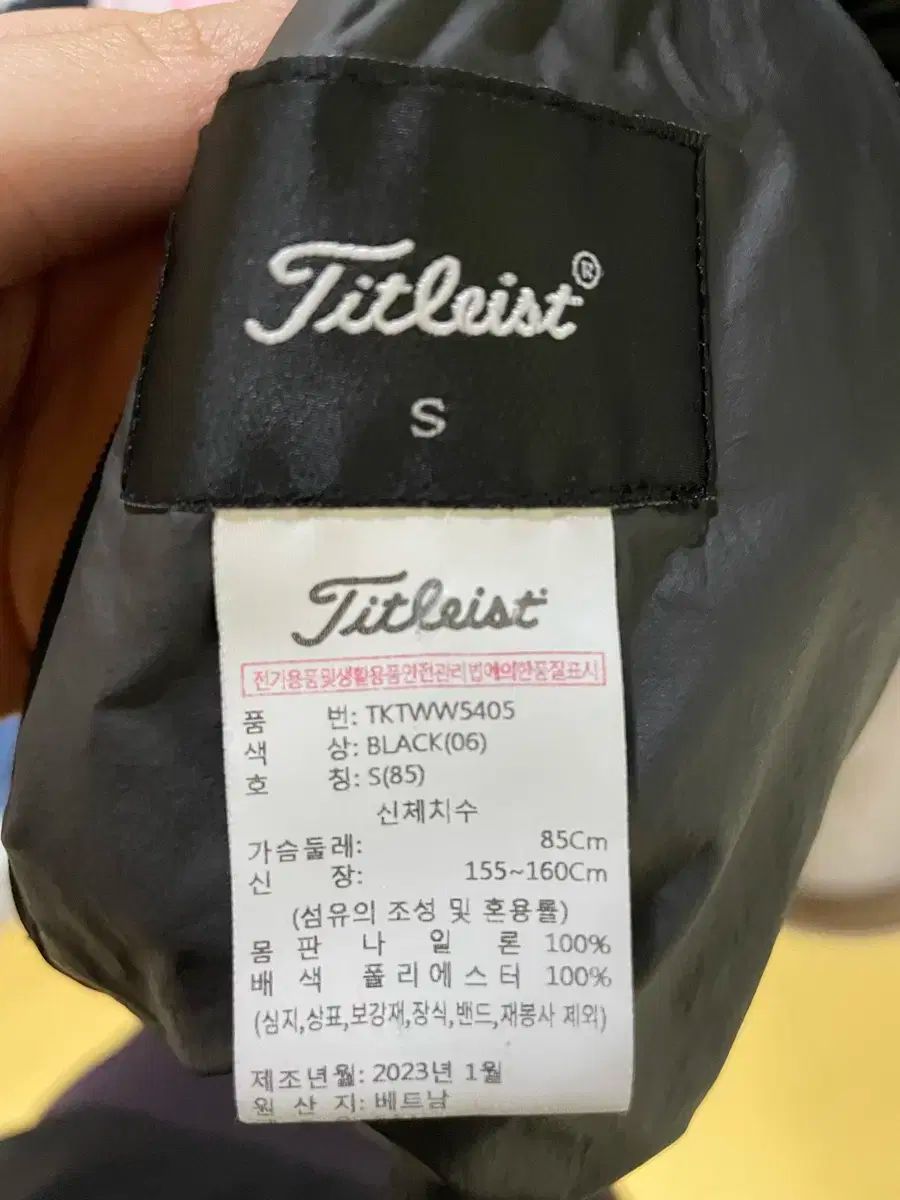 Titleist®
S
Titleist
전기용품및생활용품안전관리법에의한품질표시
품 번: TKTWW5405
색 상: BLACK(06)
호 칭: S(85)
신체치수
가슴둘레: 85Cm
신 장: 155~160Cm
(섬유의 조성 및 혼용률)
몸 판 나 일 론 100%
배 색 폴 리 에 스 터 100%
(심지,상표,보강재,장식,밴드,재봉사 제외)
제조년월: 2023년 1월
원 산 지: 베트남